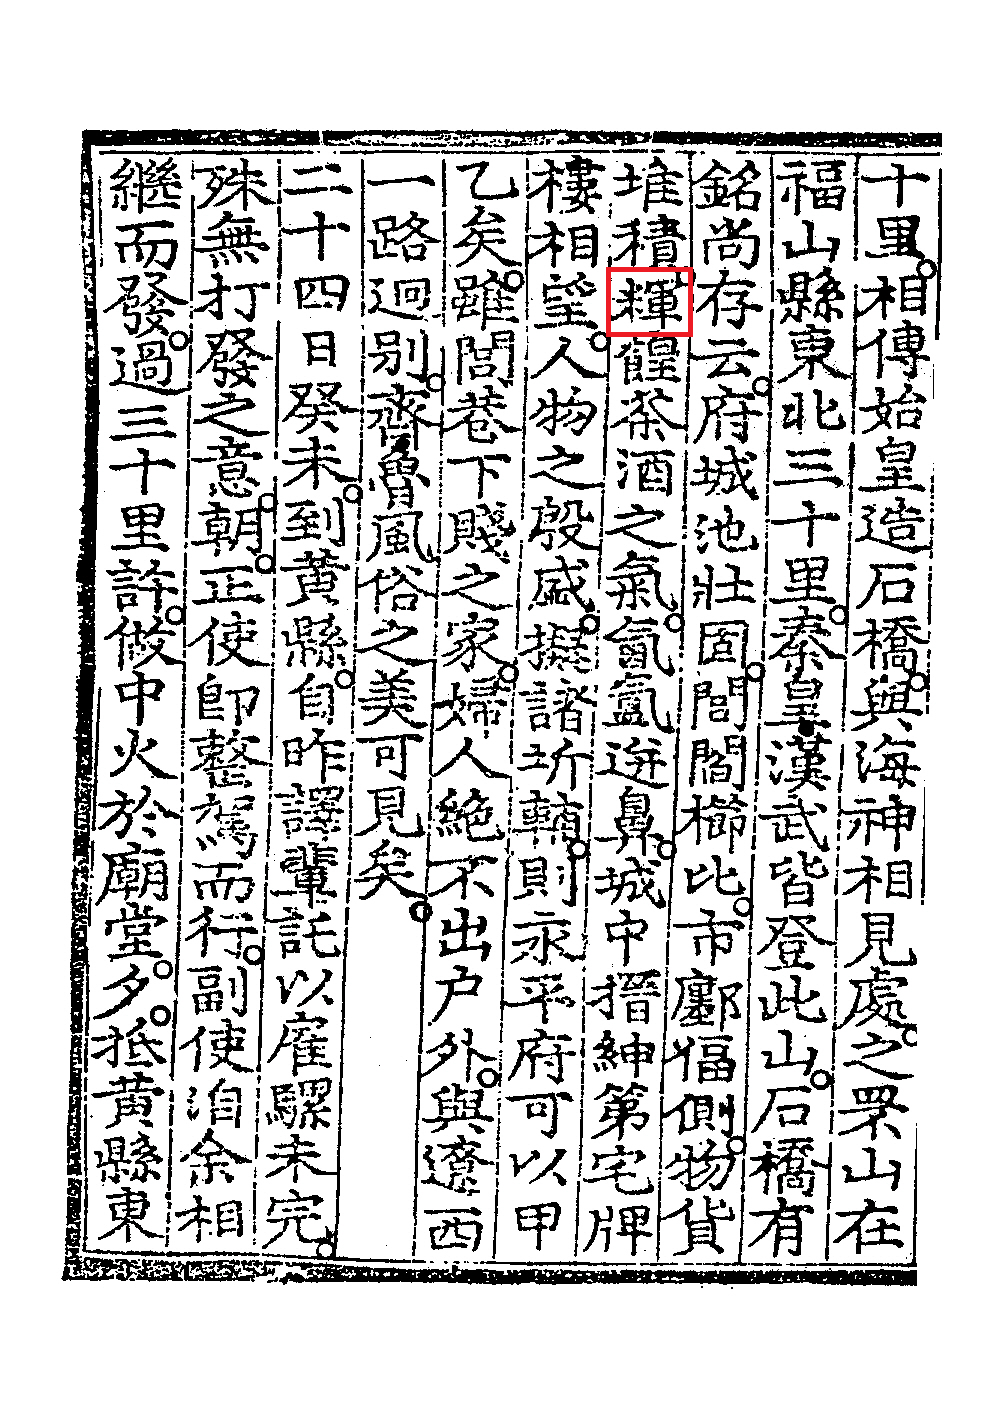 十里相傳始皇造石橋與海神相見處之罘山在
福山縣東北三十里秦皇漢武皆登此山石橋有
銘尚存云府城池壯固閭閻櫛比市廛偪側物貨
堆積餭茶酒之氣氤氳迸鼻城中搢紳第宅牌
樓相望人物之殷盛擬諸圻輔則永平府可以甲
乙矣雖閭巷下賤之家婦人絶不出戶外與遼西
一路迥別齊魯風俗之美可見矣
二十四日癸未到黃縣自昨譯輩託以雇騾未完
殊無打發之意朝正使卽整駕而行副使洎余相
繼而發過三十里許做中火於廟堂夕抵黃縣東